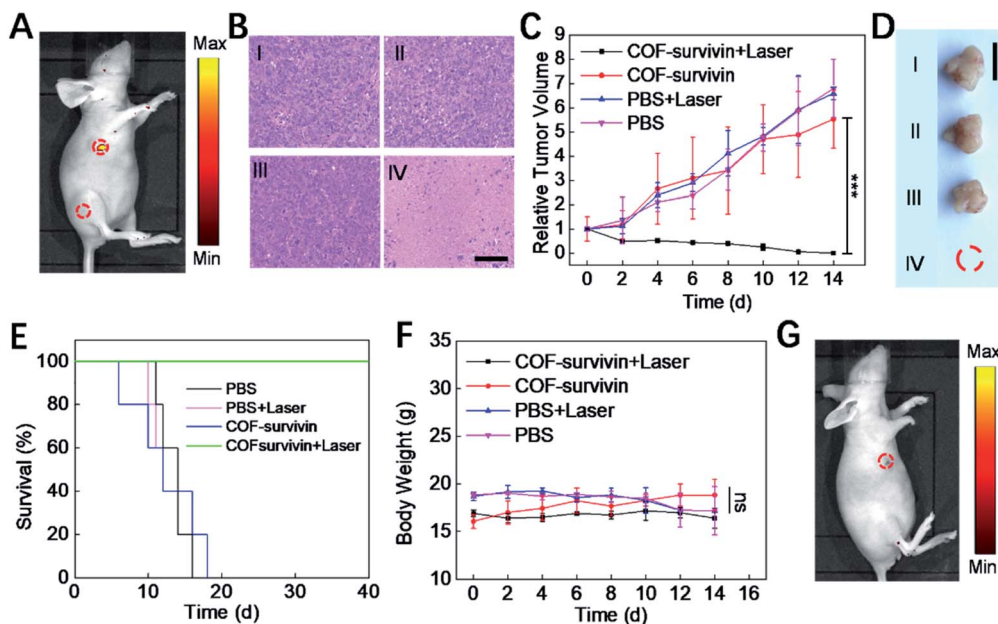 A
Max
Min
B
I
II
III
IV
C
Relative Tumor Volume
10
9
8
7
6
5
4
3
2
1
0
COF-survivin+Laser
COF-survivin
PBS+Laser
PBS
***
0 2 4 6 8 10 12 14
Time (d)
D
I
II
III
IV
E
Survival (%)
100
80
60
40
20
0
PBS
PBS+Laser
COF-survivin
COFsurvivin+Laser
0 10 20 30 40
Time (d)
F
Body Weight (g)
35
30
25
20
15
10
COF-survivin+Laser
COF-survivin
PBS+Laser
PBS
ns
0 2 4 6 8 10 12 14 16
Time (d)
G
Max
Min